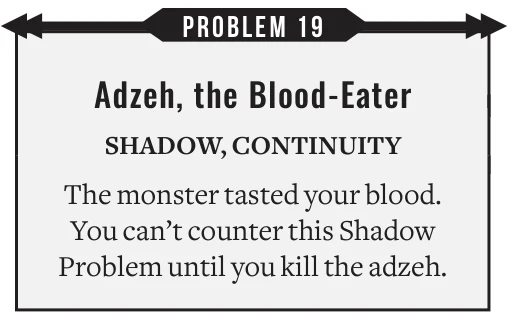 PROBLEM 19
Adzeh, the Blood-Eater
SHADOW, CONTINUITY
The monster tasted your blood.
You can’t counter this Shadow
Problem until you kill the adzeh.